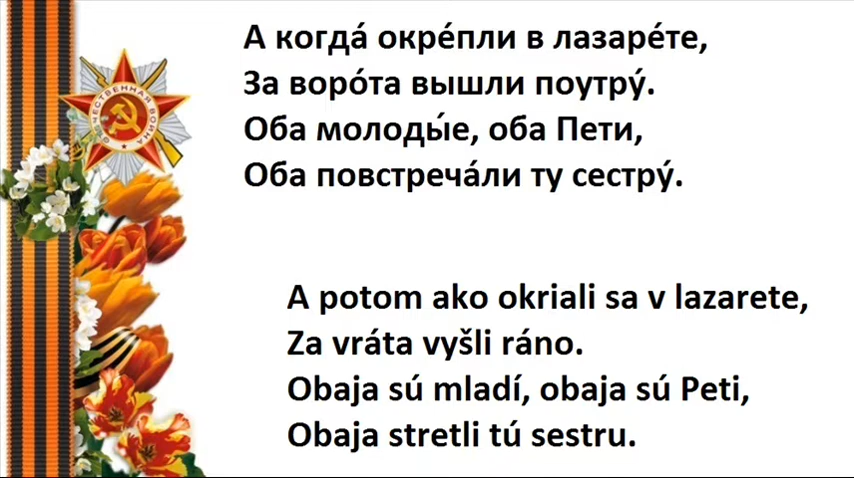 А когда́ окре́пли в лазаре́те,
За воро́та вышли поутру́.
Оба молоды́е, оба Пети,
Оба повстреча́ли ту сестру́.
A potom ako okriali sa v lazarete,
Za vráta vyšli ráno.
Obaja sú mladí, obaja sú Peti,
Obaja stretli tú sestru.
ОТЕЧЕСТВЕННАЯ ВОЙНА